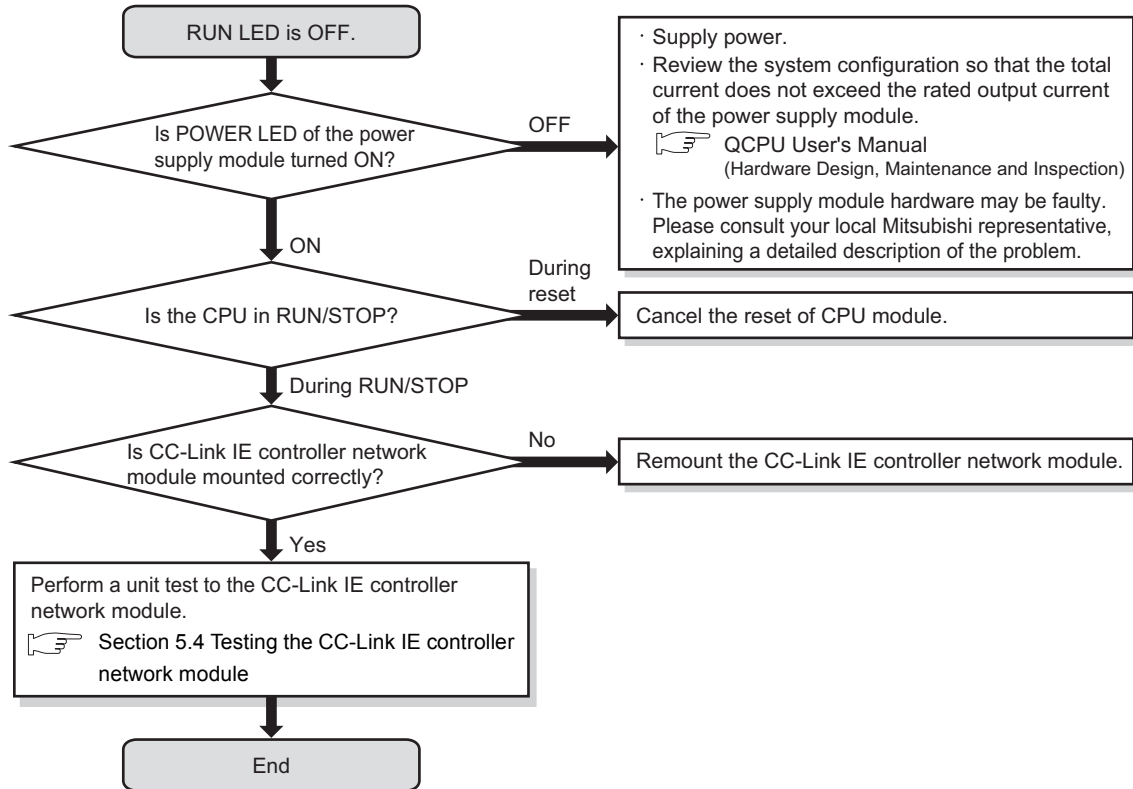 RUN LED is OFF.
Is POWER LED of the power
supply module turned ON?
OFF
· Supply power.
· Review the system configuration so that the total
current does not exceed the rated output current
of the power supply module.
QCPU User's Manual
(Hardware Design, Maintenance and Inspection)
· The power supply module hardware may be faulty.
Please consult your local Mitsubishi representative,
explaining a detailed description of the problem.
ON
Is the CPU in RUN/STOP?
During
reset
Cancel the reset of CPU module.
During RUN/STOP
Is CC-Link IE controller network
module mounted correctly?
No
Remount the CC-Link IE controller network module.
Yes
Perform a unit test to the CC-Link IE controller
network module.
Section 5.4 Testing the CC-Link IE controller
network module
End